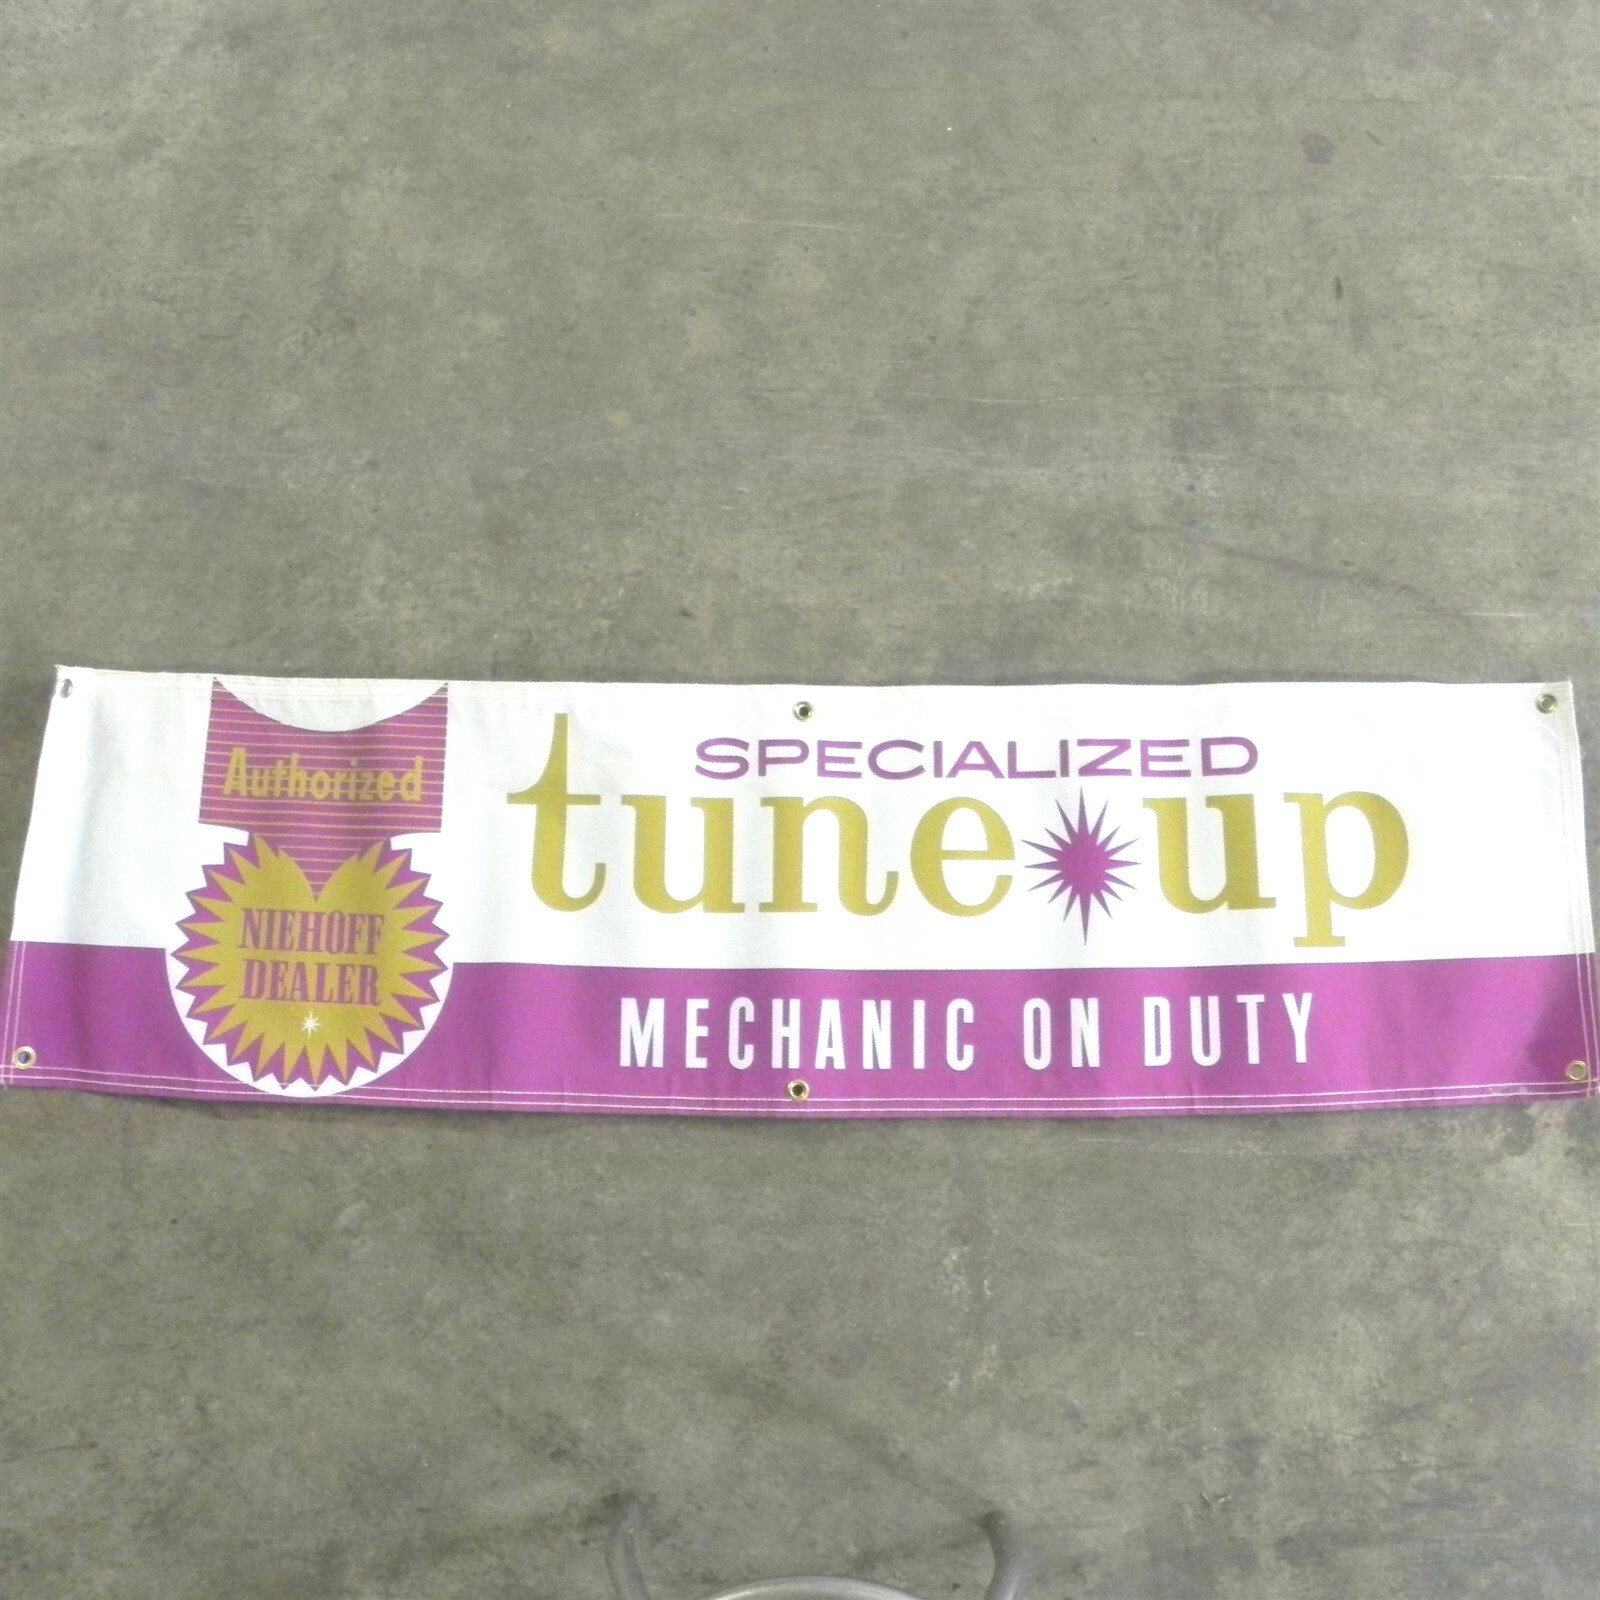 Authorized
NIEHOFF
DEALER
SPECIALIZED
tune up
MECHANIC ON DUTY